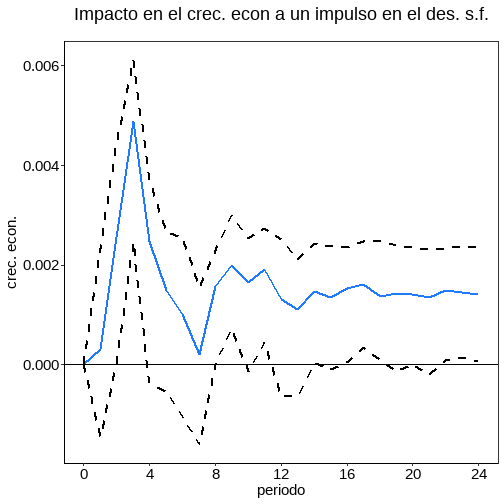 Impacto en el crec. econ a un impulso en el des. s.f.
0.006
0.004
0.002
0.000
crec. econ.
0 4 8 12 16 20 24
periodo